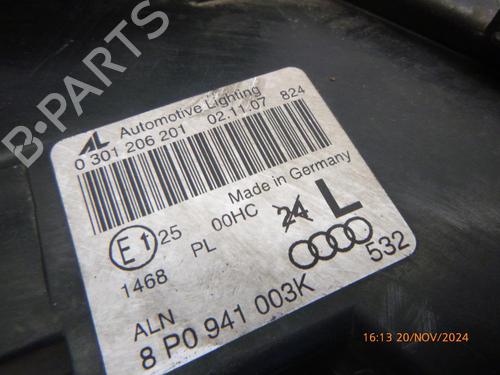 B-Parts
AL Automotive Lighting
0 301 206 201 02.11.07 824
Made in Germany
E1 25 00HC 24 L
1468 PL
532
ALN
8 P0 941 003K
16:13 20/NOV/2024